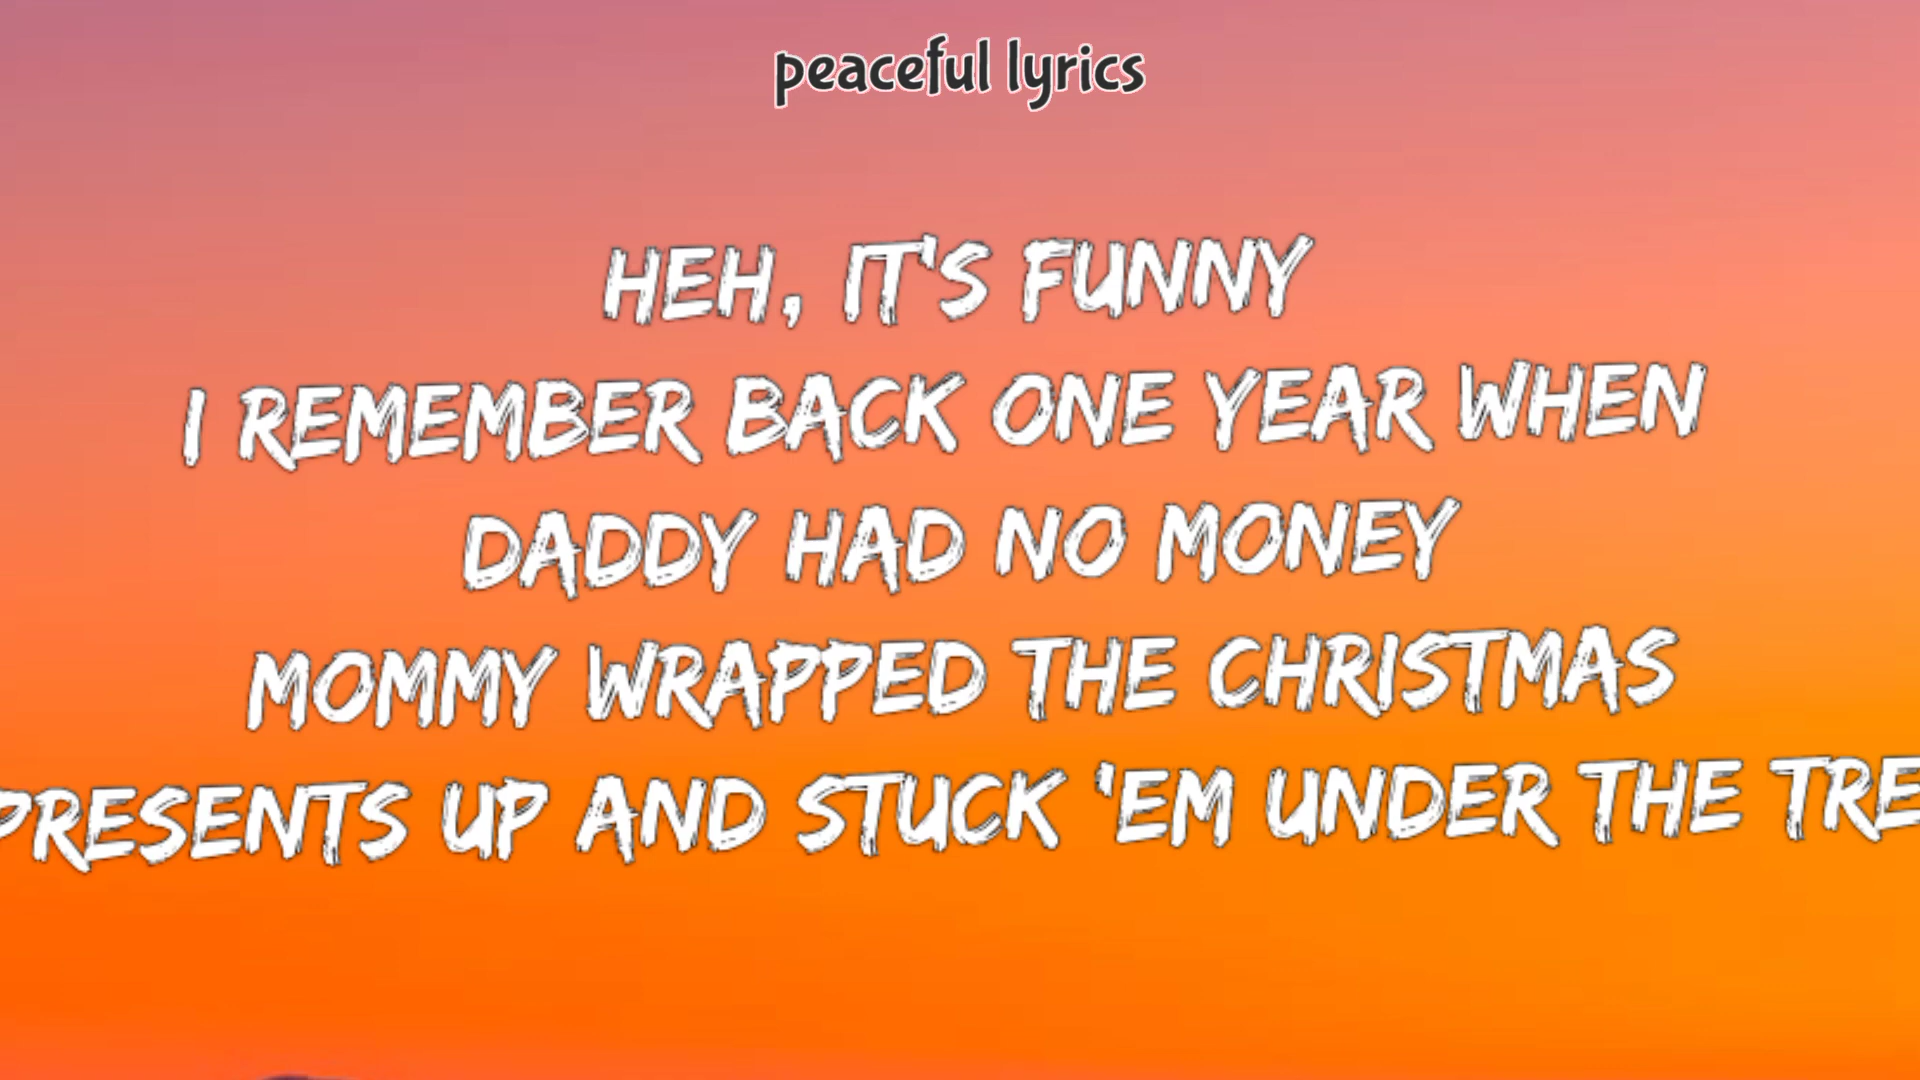 peaceful lyrics
HEH, IT'S FUNNY
I REMEMBER BACK ONE YEAR WHEN
DADDY HAD NO MONEY
MOMMY WRAPPED THE CHRISTMAS
PRESENTS UP AND STUCK 'EM UNDER THE TRE